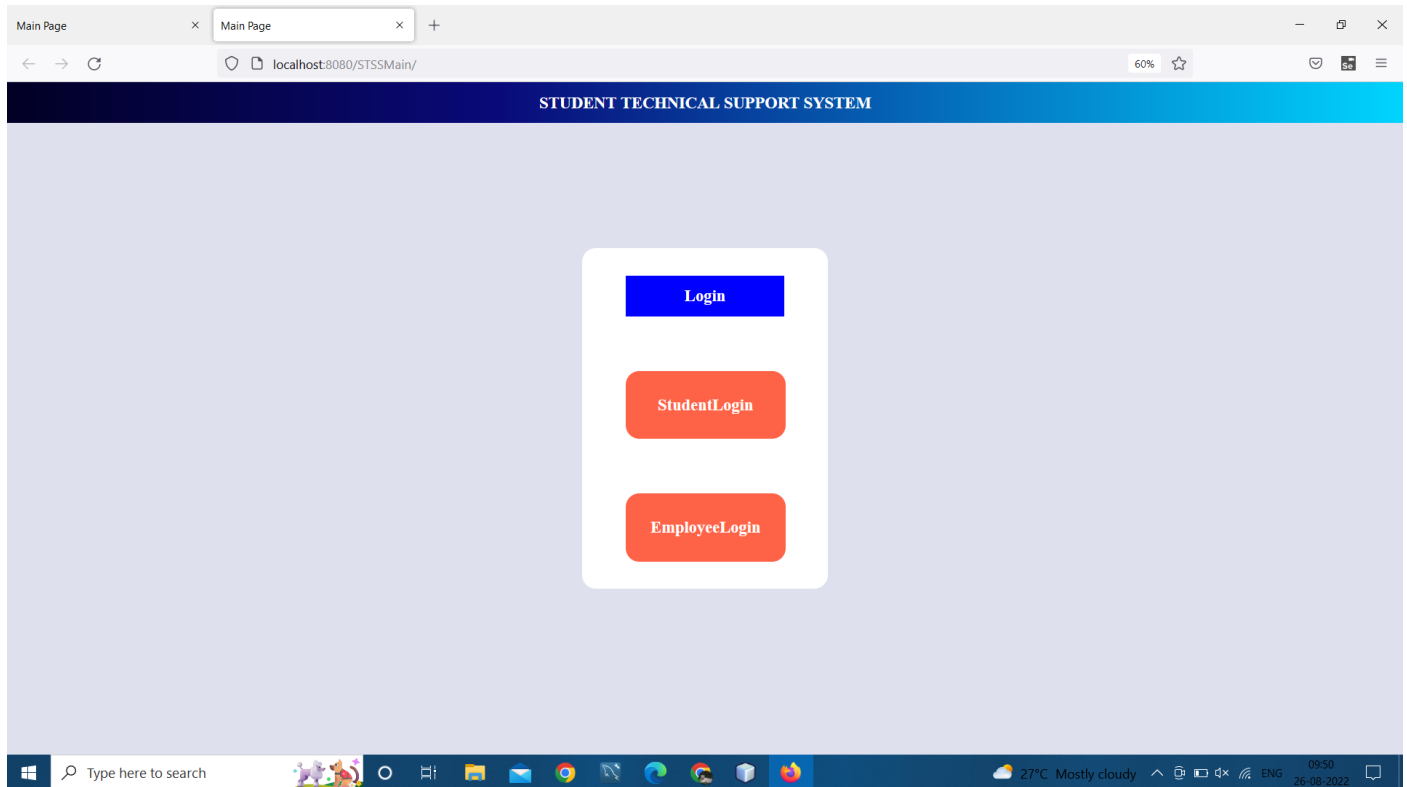 Main Page
Main Page
localhost:8080/STSSMain/
60%
Se
STUDENT TECHNICAL SUPPORT SYSTEM
Login
StudentLogin
EmployeeLogin
Type here to search
27°C Mostly cloudy
ENG
09:50
26-08-2022